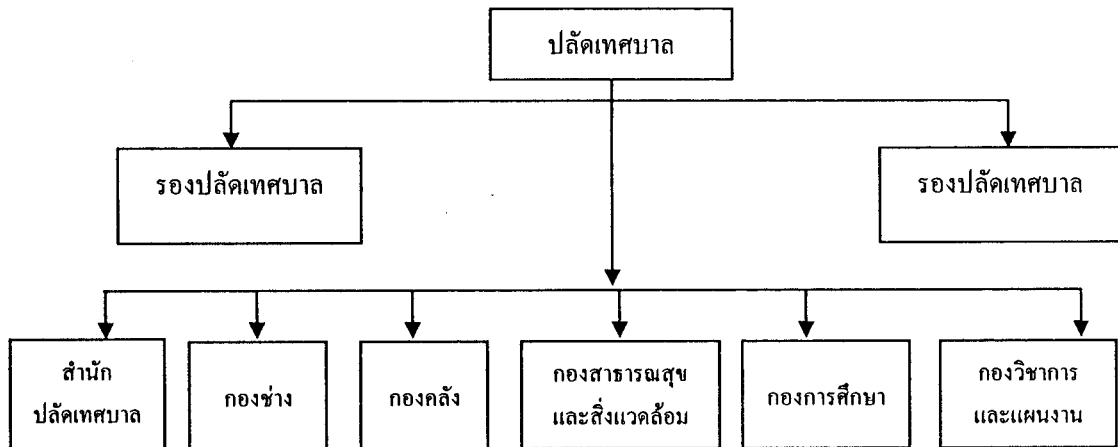 ปลัดเทศบาล
รองปลัดเทศบาล
รองปลัดเทศบาล
สำนัก
ปลัดเทศบาล
กองช่าง
กองคลัง
กองสาธารณสุข
และสิ่งแวดล้อม
กองการศึกษา
กองวิชาการ
และแผนงาน